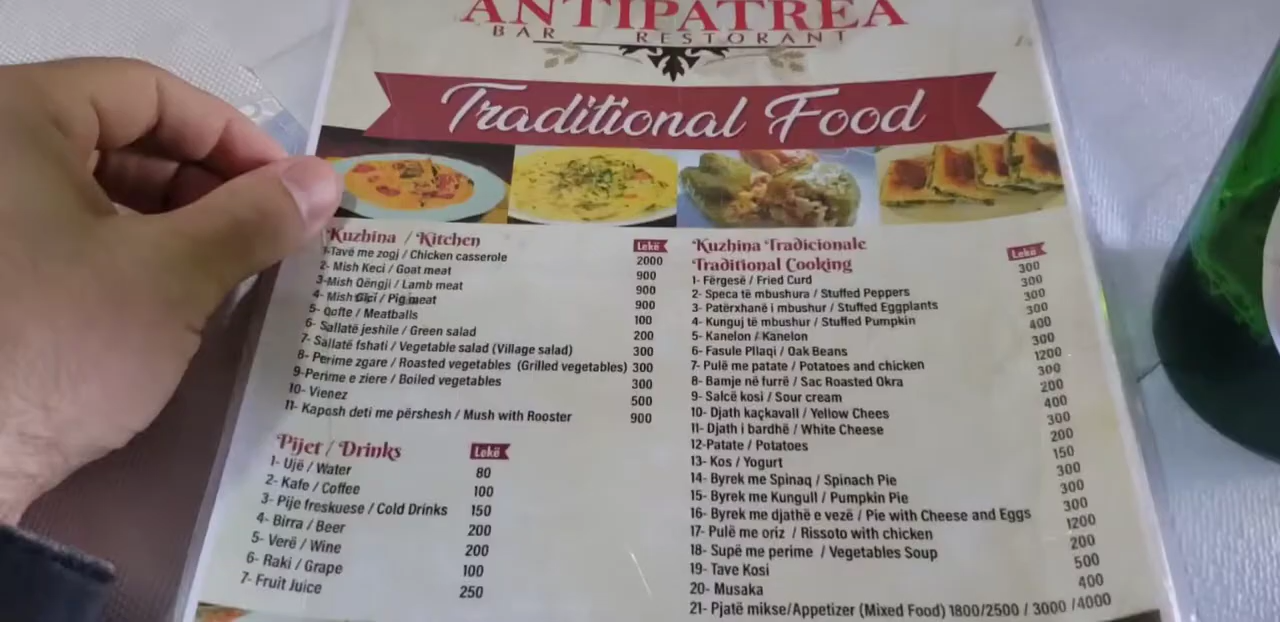 ANTIPATREA
BAR RESTORANT
Traditional Food
Kuzhina / Kitchen Lekë
1-Tavë me zogj / Chicken casserole 2000
2- Mish Keci / Goat meat 900
3-Mish Qëngji / Lamb meat 900
4- Mish Gici / Pig meat 900
5- Qofte / Meatballs 100
6- Sallatë jeshile / Green salad 200
7- Sallatë fshati / Vegetable salad (Village salad) 300
8- Perime zgare / Roasted vegetables (Grilled vegetables) 300
9-Perime e ziere / Boiled vegetables 300
10- Vienez 500
11- Kaposh deti me përshesh / Mush with Rooster 900
Pijet / Drinks Lekë
1- Ujë / Water 80
2- Kafe / Coffee 100
3- Pije freskuese / Cold Drinks 150
4- Birra / Beer 200
5- Verë / Wine 200
6- Raki / Grape 100
7- Fruit Juice 250
Kuzhina Tradicionale
Traditional Cooking Lekë
1- Fërgesë / Fried Curd 300
2- Speca të mbushura / Stuffed Peppers 300
3- Patërxhanë i mbushur / Stuffed Eggplants 300
4- Kunguj të mbushur / Stuffed Pumpkin 300
5- Kanelon / Kanelon 400
6- Fasule Pllaqi / Oak Beans 300
7- Pulë me patate / Potatoes and chicken 1200
8- Bamje në furrë / Sac Roasted Okra 300
9- Salcë kosi / Sour cream 200
10- Djath kaçkavall / Yellow Chees 400
11- Djath i bardhë / White Cheese 300
12-Patate / Potatoes 200
13- Kos / Yogurt 150
14- Byrek me Spinaq / Spinach Pie 300
15- Byrek me Kungull / Pumpkin Pie 300
16- Byrek me djathë e vezë / Pie with Cheese and Eggs 300
17- Pulë me oriz / Rissoto with chicken 1200
18- Supë me perime / Vegetables Soup 200
19- Tave Kosi 500
20- Musaka 400
21- Pjatë mikse/Appetizer (Mixed Food) 1800/2500 / 3000 /4000